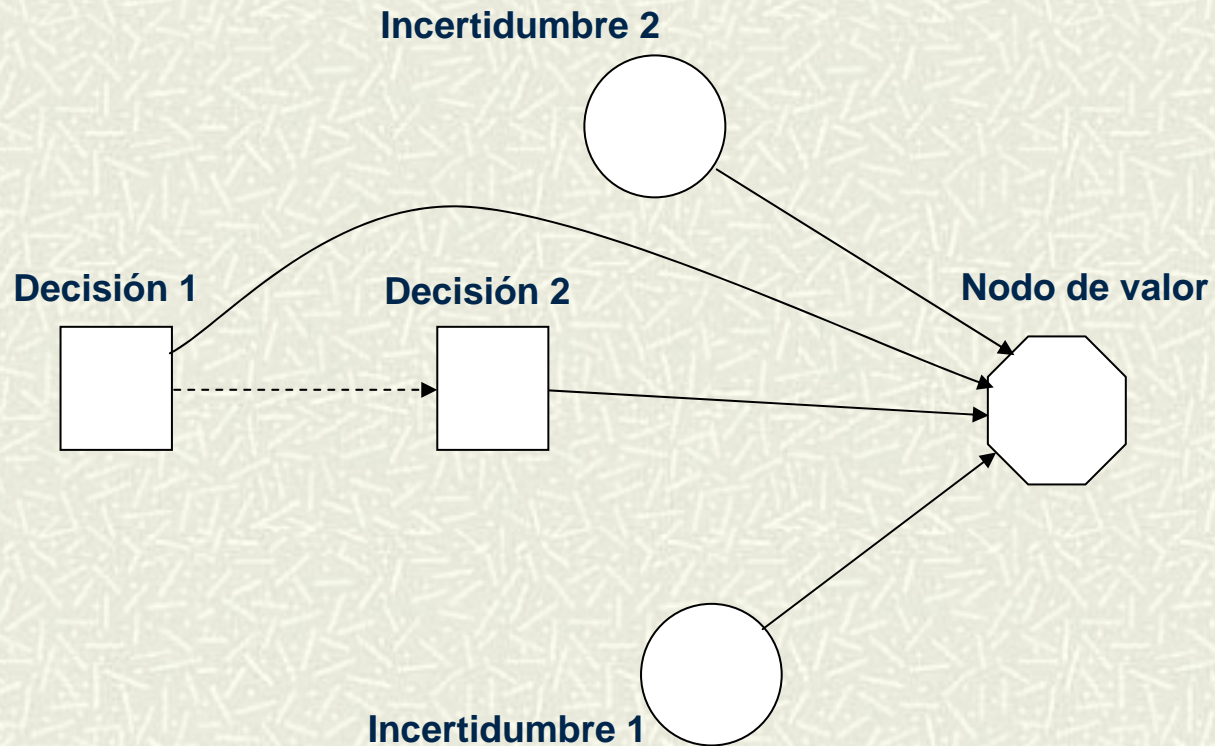 Incertidumbre 2
Decisión 1
Decisión 2
Nodo de valor
Incertidumbre 1